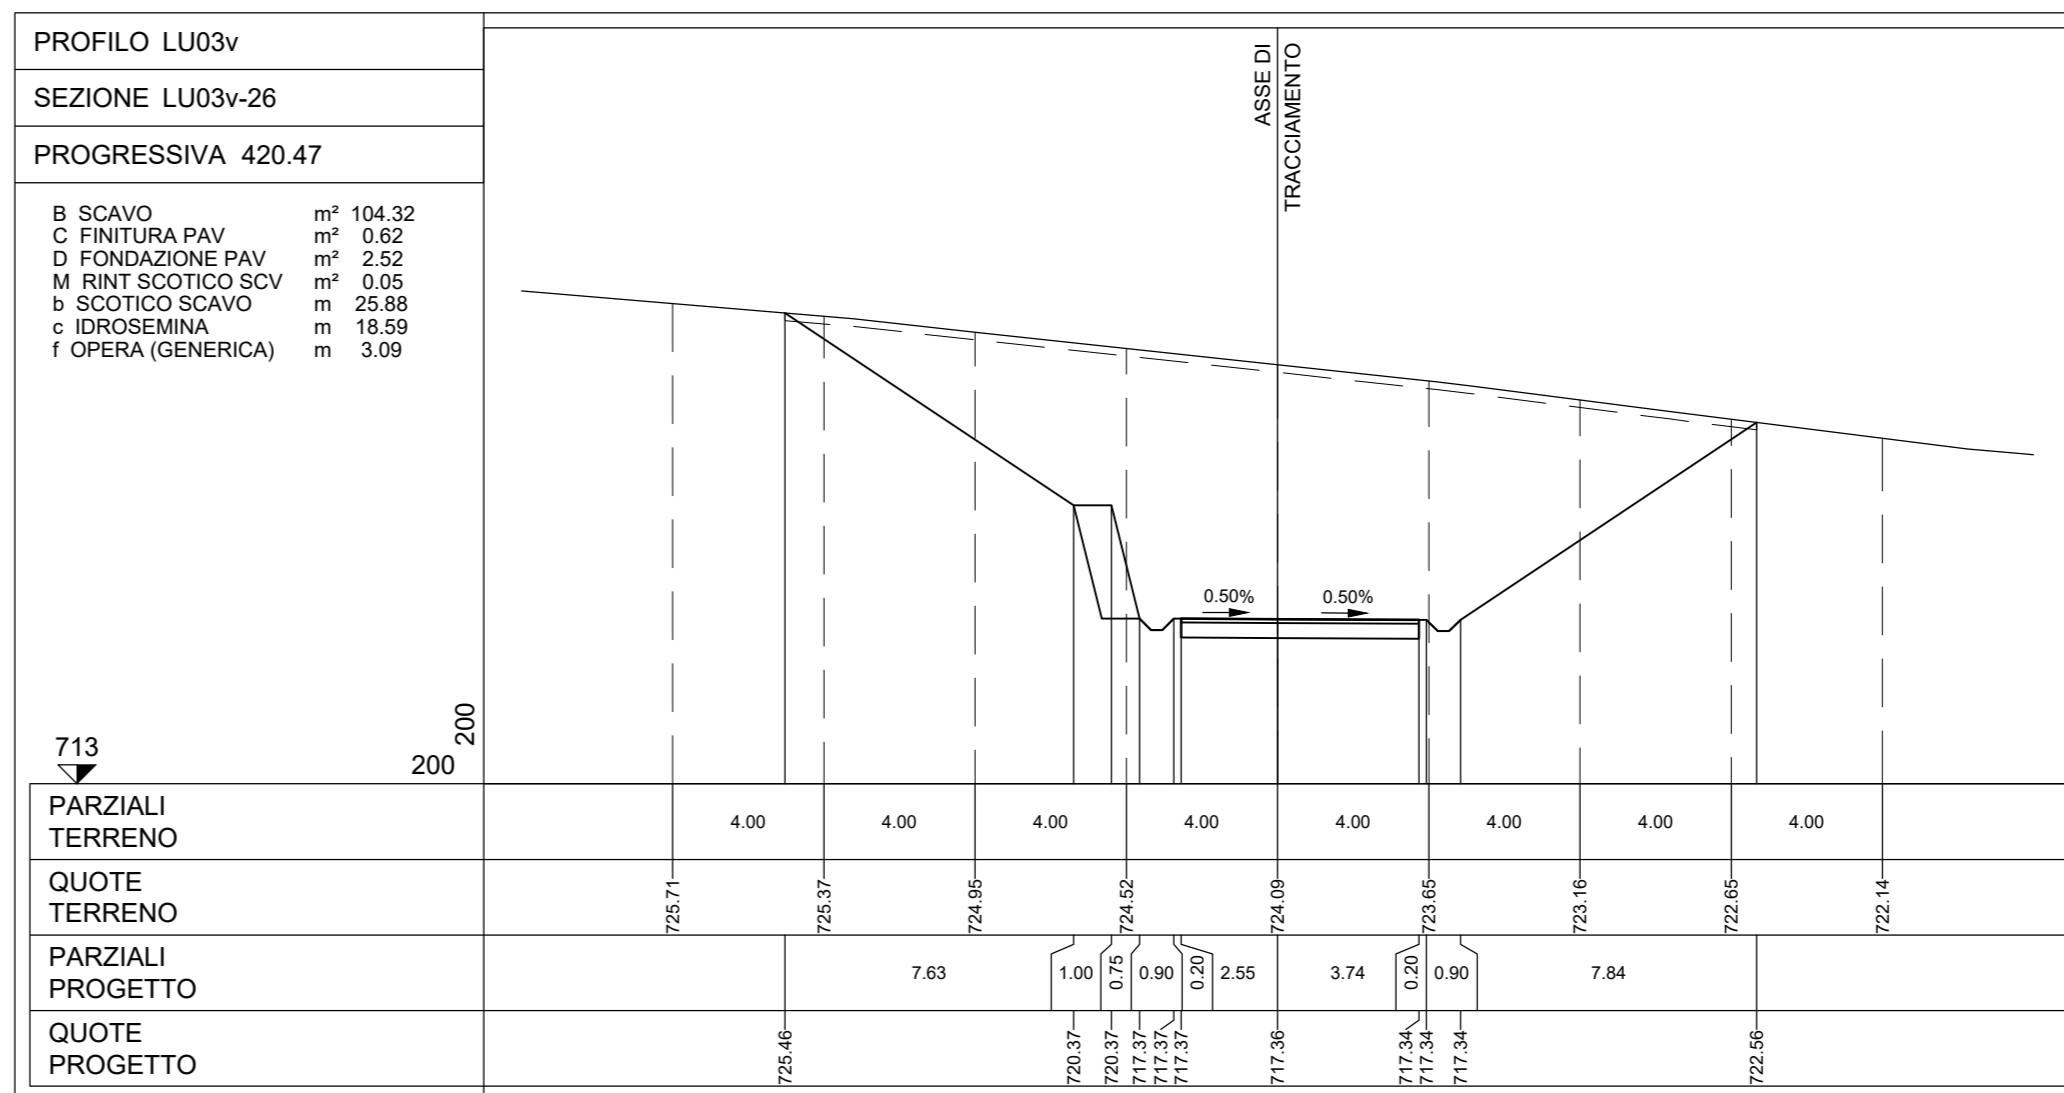 PROFILO LU03v
SEZIONE LU03v-26
PROGRESSIVA 420.47
B SCAVO m² 104.32
C FINITURA PAV m² 0.62
D FONDAZIONE PAV m² 2.52
M RINT SCOTICO SCV m² 0.05
b SCOTICO SCAVO m 25.88
c IDROSEMINA m 18.59
f OPERA (GENERICA) m 3.09
ASSE DI
TRACCIAMENTO
0.50% 0.50%
713
200
200
PARZIALI
TERRENO
4.00 4.00 4.00 4.00 4.00 4.00 4.00 4.00
QUOTE
TERRENO
725.71 725.37 724.95 724.52 724.09 723.65 723.16 722.65 722.14
PARZIALI
PROGETTO
7.63 1.00 0.75 0.90 0.20 2.55 3.74 0.20 0.90 7.84
QUOTE
PROGETTO
725.46 720.37 720.37 717.37 717.37 717.37 717.36 717.34 717.34 717.34 722.56